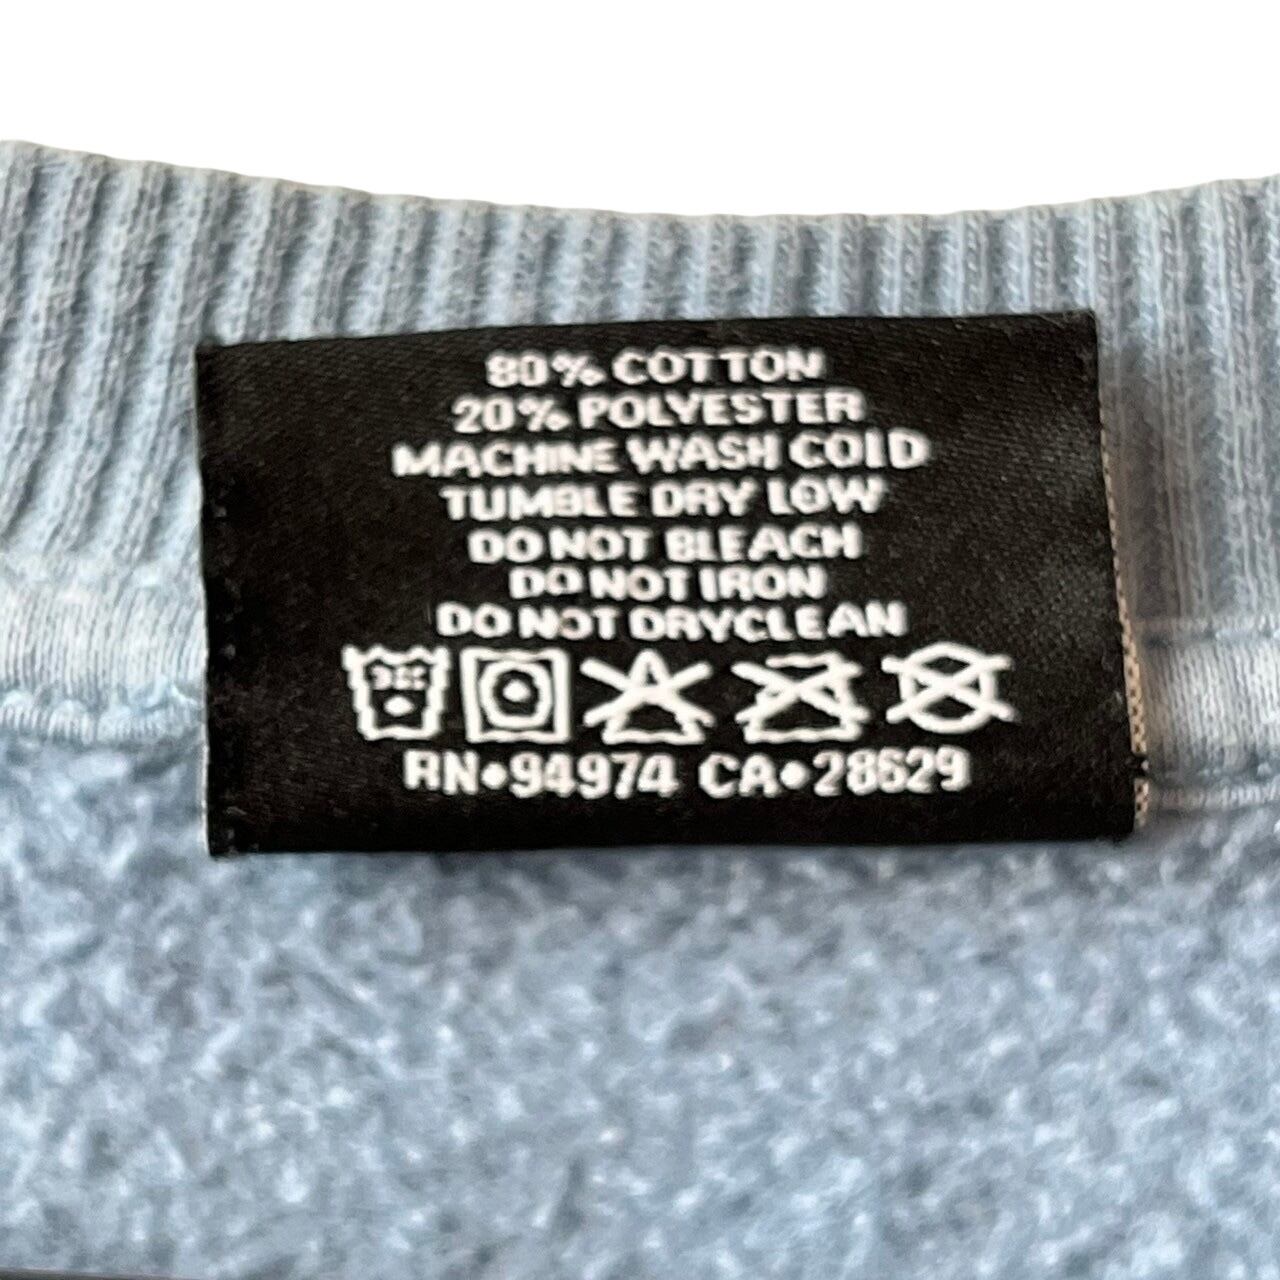 80% COTTON
20% POLYESTER
MACHINE WASH COLD
TUMBLE DRY LOW
DO NOT BLEACH
DO NOT IRON
DO NOT DRYCLEAN
RN•94974 CA•28629